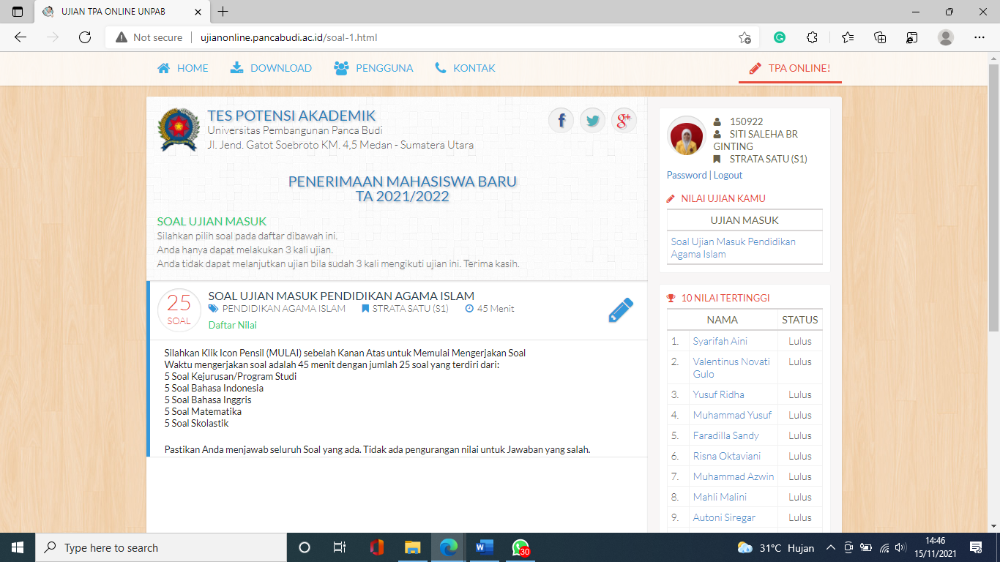 UJIAN TPA ONLINE UNPAB
Not secure
ujianonline.pancabudi.ac.id/soal-1.html
HOME
DOWNLOAD
PENGGUNA
KONTAK
TPA ONLINE!
TES POTENSI AKADEMIK
Universitas Pembangunan Panca Budi
Jl. Jend. Gatot Soebroto KM. 4,5 Medan - Sumatera Utara
PENERIMAAN MAHASISWA BARU
TA 2021/2022
SOAL UJIAN MASUK
Silahkan pilih soal pada daftar dibawah ini.
Anda hanya dapat melakukan 3 kali ujian.
Anda tidak dapat melanjutkan ujian bila sudah 3 kali mengikuti ujian ini. Terima kasih.
25
SOAL
SOAL UJIAN MASUK PENDIDIKAN AGAMA ISLAM
PENDIDIKAN AGAMA ISLAM STRATA SATU (S1) 45 Menit
Daftar Nilai
Silahkan Klik Icon Pensil (MULAI) sebelah Kanan Atas untuk Memulai Mengerjakan Soal
Waktu mengerjakan soal adalah 45 menit dengan jumlah 25 soal yang terdiri dari:
5 Soal Kejurusan/Program Studi
5 Soal Bahasa Indonesia
5 Soal Bahasa Inggris
5 Soal Matematika
5 Soal Skolastik
Pastikan Anda menjawab seluruh Soal yang ada. Tidak ada pengurangan nilai untuk Jawaban yang salah.
150922
SITI SALEHA BR
GINTING
STRATA SATU (S1)
Password | Logout
NILAI UJIAN KAMU
UJIAN MASUK
Soal Ujian Masuk Pendidikan
Agama Islam
10 NILAI TERTINGGI
NAMA STATUS
1. Syarifah Aini Lulus
2. Valentinus Novati Lulus
Gulo
3. Yusuf Ridha Lulus
4. Muhammad Yusuf Lulus
5. Faradilla Sandy Lulus
6. Risna Oktaviani Lulus
7. Muhammad Azwin Lulus
8. Mahli Malini Lulus
9. Autoni Siregar Lulus
Type here to search
30
31°C Hujan
14:46
15/11/2021